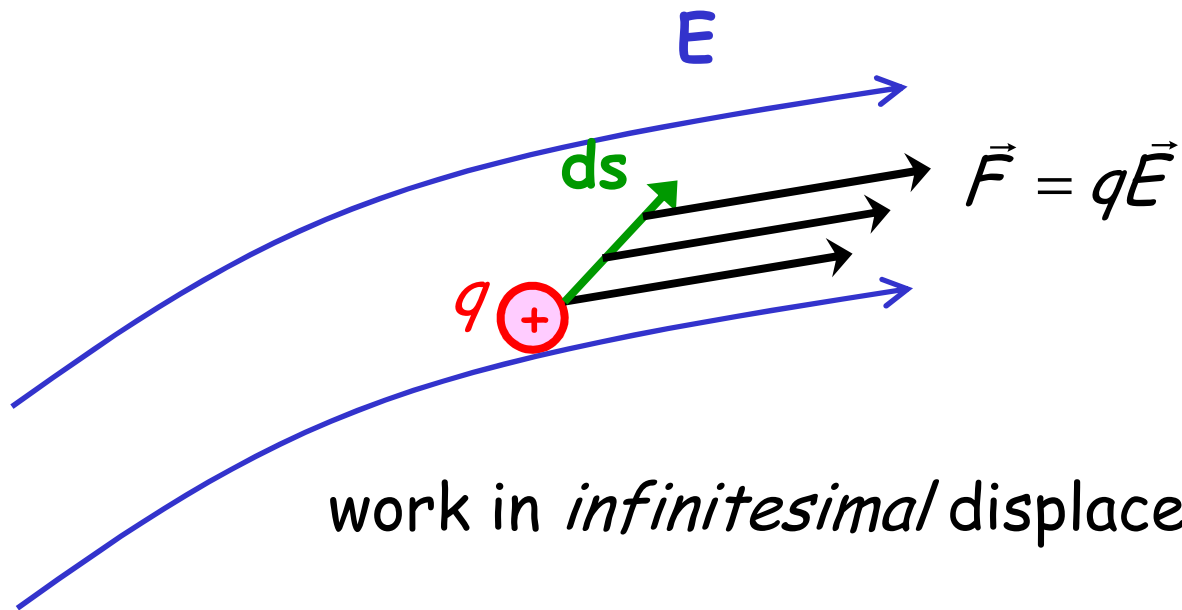 E
ds
F⃗ = qE⃗
q
+
work in infinitesimal displace